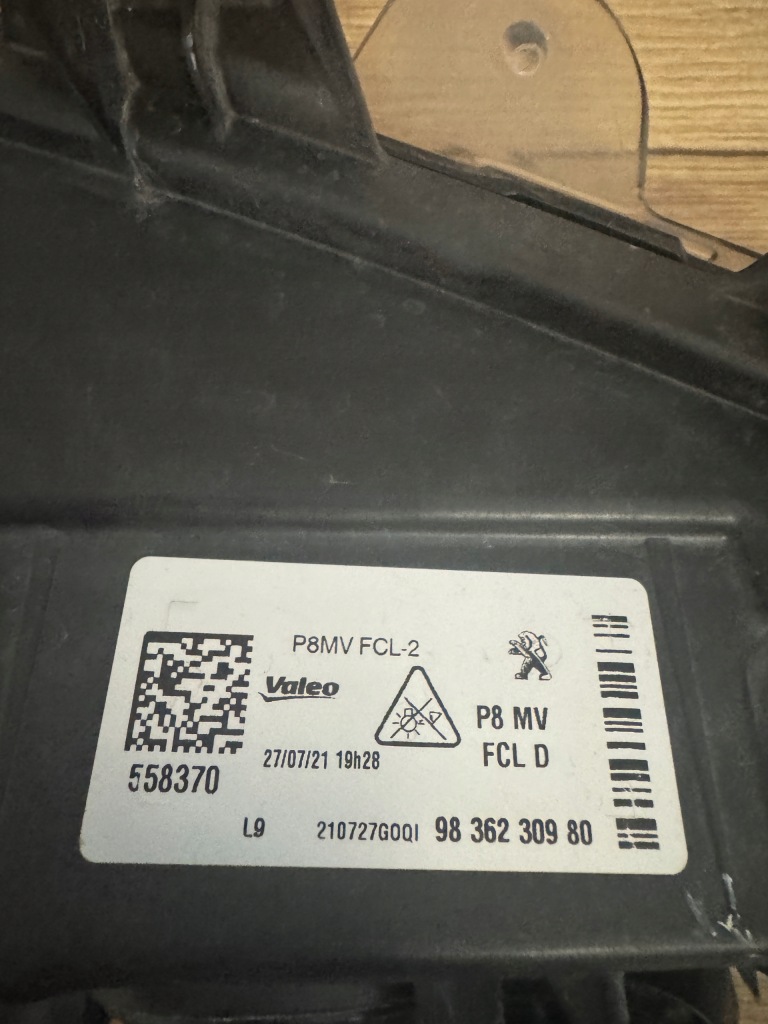 P8MV FCL-2
Valeo
P8 MV
FCL D
27/07/21 19h28
558370
L9
210727G0QI
98 362 309 80